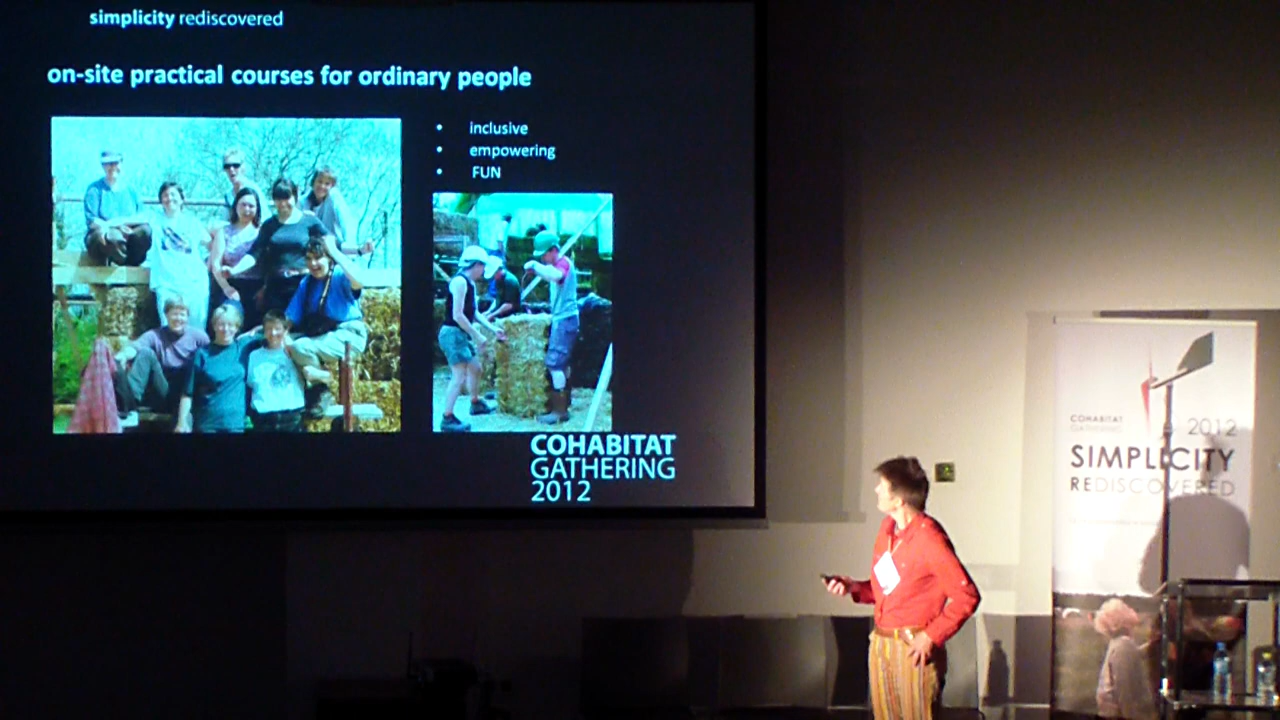 simplicity rediscovered
on-site practical courses for ordinary people
• inclusive
• empowering
• FUN
COHABITAT
GATHERING
2012
COHABITAT
GATHERING
2012
SIMPLICITY
REDISCOVERED